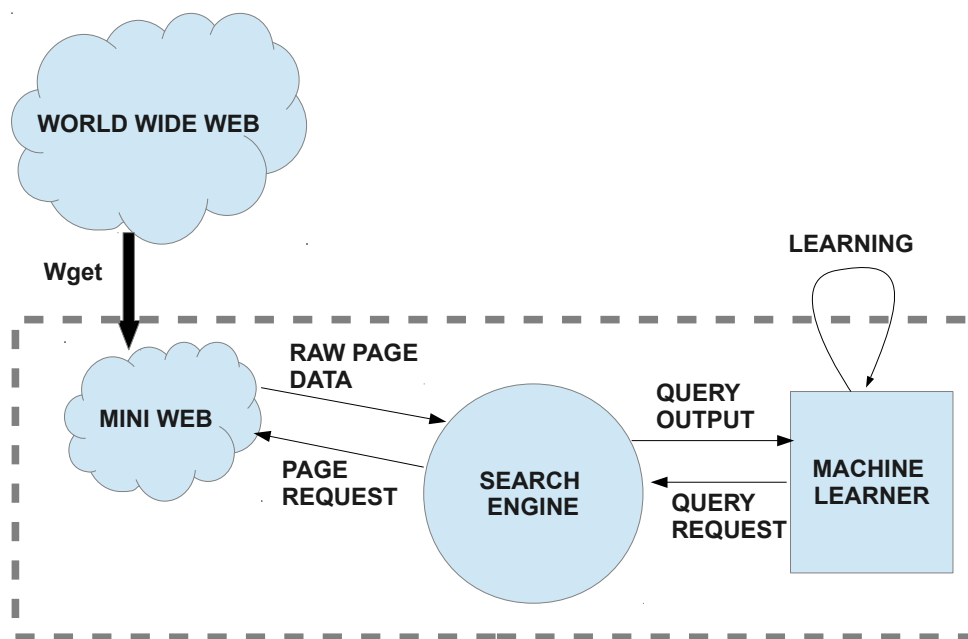 WORLD WIDE WEB
Wget
LEARNING
RAW PAGE
DATA
MINI WEB
PAGE
REQUEST
SEARCH
ENGINE
QUERY
OUTPUT
QUERY
REQUEST
MACHINE
LEARNER